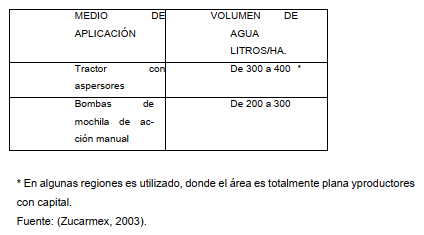 MEDIO DE APLICACIÓN
VOLUMEN DE AGUA LITROS/HA.
Tractor con aspersores
De 300 a 400 *
Bombas de mochila de ac-
ción manual
De 200 a 300
* En algunas regiones es utilizado, donde el área es totalmente plana yproductores
con capital.
Fuente: (Zucarmex, 2003).